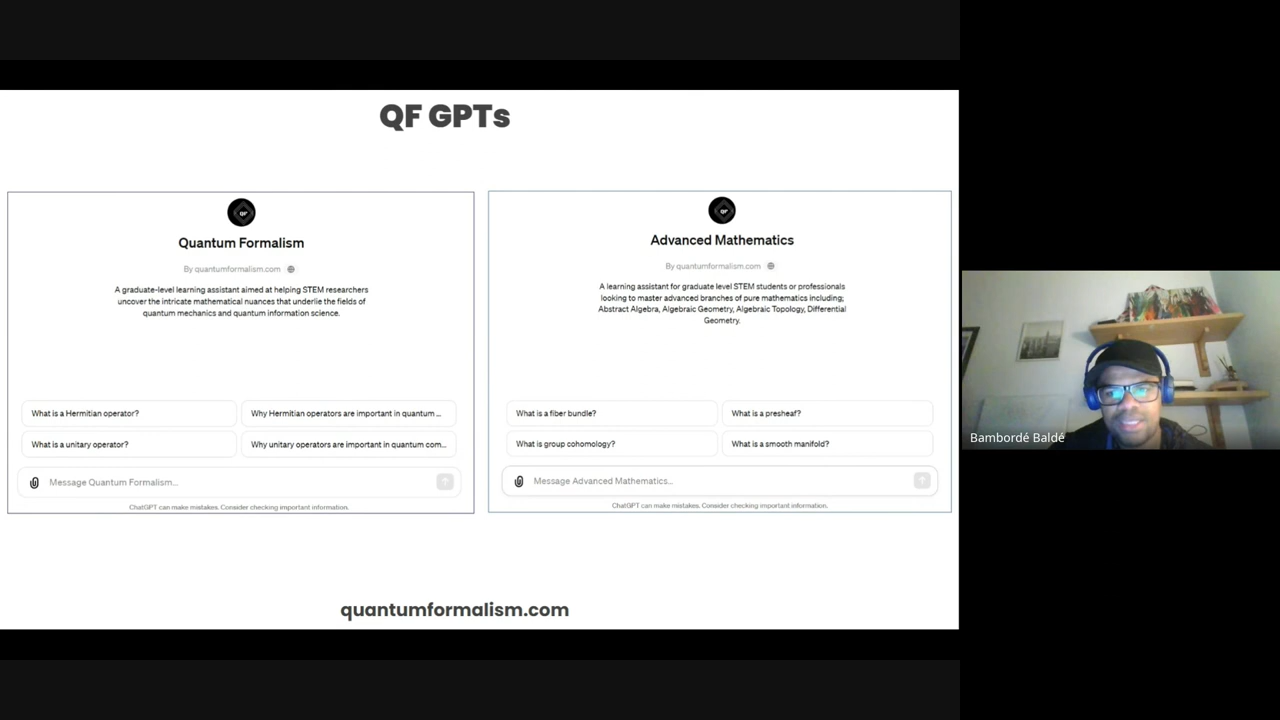 QF GPTs
QF
Quantum Formalism
By quantumformalism.com
A graduate-level learning assistant aimed at helping STEM researchers
uncover the intricate mathematical nuances that underlie the fields of
quantum mechanics and quantum information science.
What is a Hermitian operator?
Why Hermitian operators are important in quantum ...
What is a unitary operator?
Why unitary operators are important in quantum com...
Message Quantum Formalism...
ChatGPT can make mistakes. Consider checking important information.
QF
Advanced Mathematics
By quantumformalism.com
A learning assistant for graduate level STEM students or professionals
looking to master advanced branches of pure mathematics including;
Abstract Algebra, Algebraic Geometry, Algebraic Topology, Differential
Geometry.
What is a fiber bundle?
What is a presheaf?
What is group cohomology?
What is a smooth manifold?
Message Advanced Mathematics...
ChatGPT can make mistakes. Consider checking important information.
quantumformalism.com
Bambordé Baldé